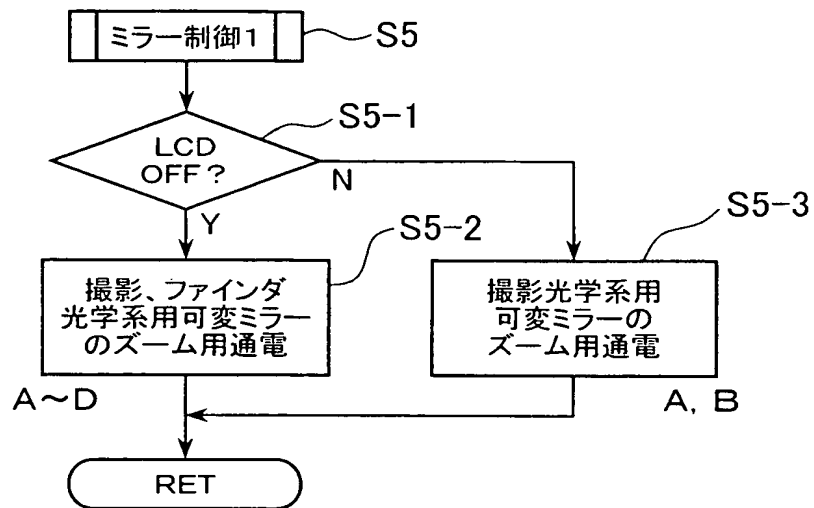 ミラー制御1
S5
S5-1
LCD
OFF?
N
Y
S5-2
S5-3
撮影、ファインダ
光学系用可変ミラー
のズーム用通電
撮影光学系用
可変ミラーの
ズーム用通電
A～D
A, B
RET